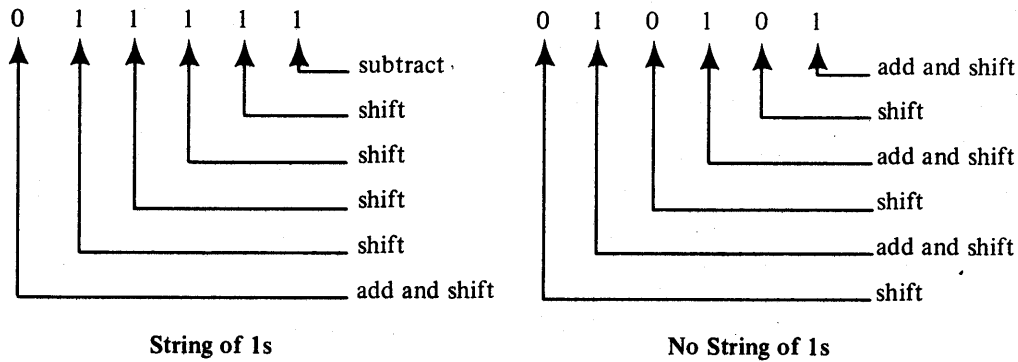 0 1 1 1 1 1
subtract
shift
shift
shift
shift
add and shift
String of 1s
0 1 0 1 0 1
add and shift
shift
add and shift
shift
add and shift
shift
No String of 1s